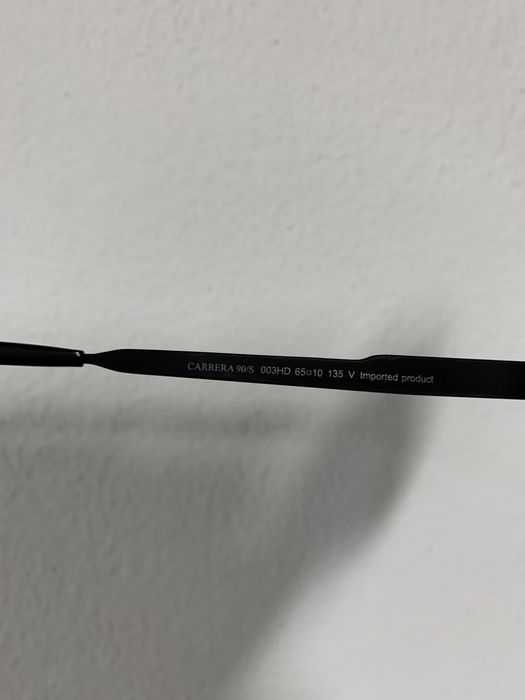 CARRERA 90/S 003HD 65□10 135 V Imported product